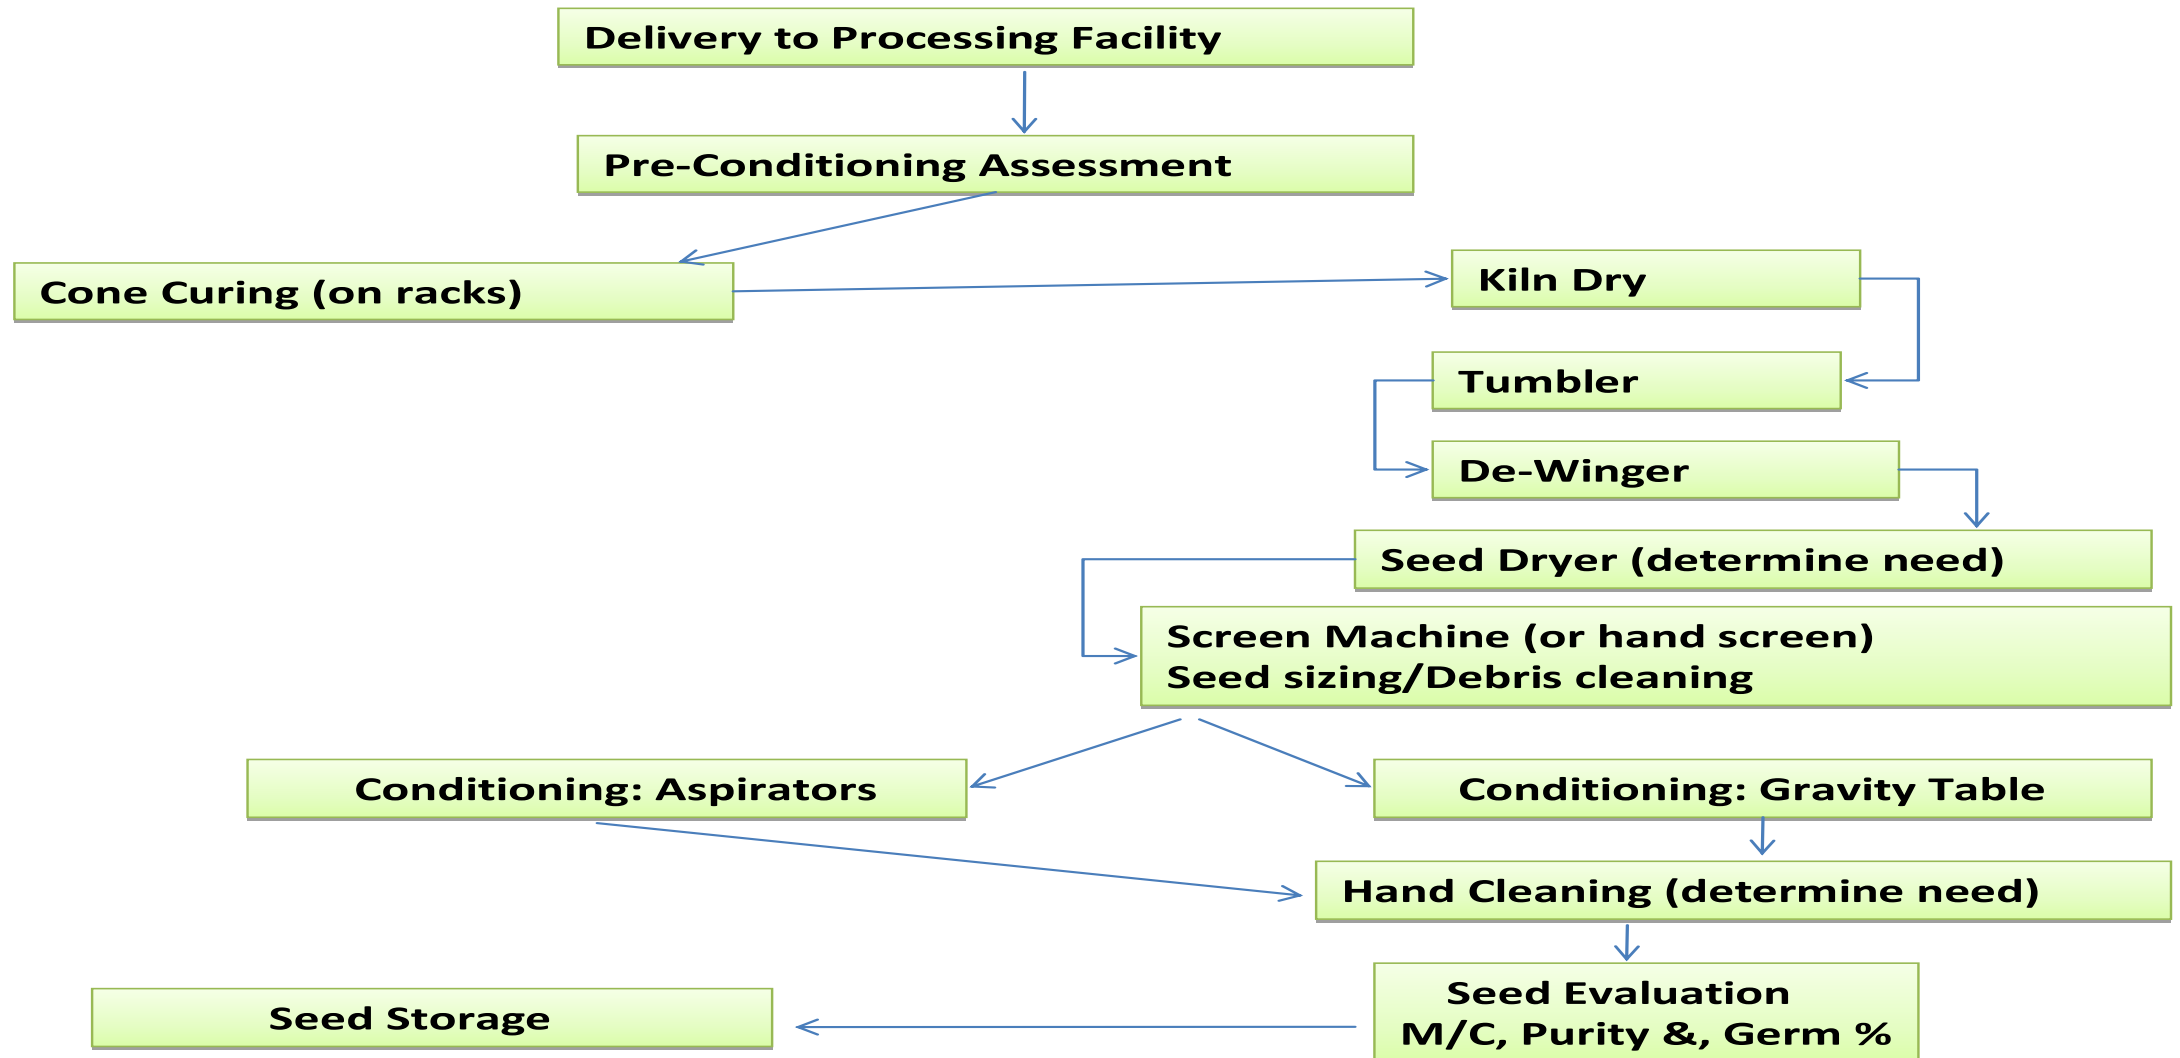 Delivery to Processing Facility
Pre-Conditioning Assessment
Cone Curing (on racks)
Kiln Dry
Tumbler
De-Winger
Seed Dryer (determine need)
Screen Machine (or hand screen)
Seed sizing/Debris cleaning
Conditioning: Aspirators
Conditioning: Gravity Table
Hand Cleaning (determine need)
Seed Evaluation
M/C, Purity &, Germ %
Seed Storage